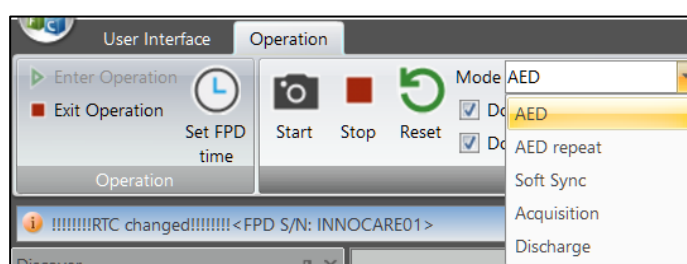 User Interface
Operation
Enter Operation
Exit Operation
Set FPD
time
Operation
Start
Stop
Reset
Mode AED
AED
AED repeat
Soft Sync
Acquisition
Discharge
!!!!!!!!RTC changed!!!!!!!!<FPD S/N: INNOCARE01>